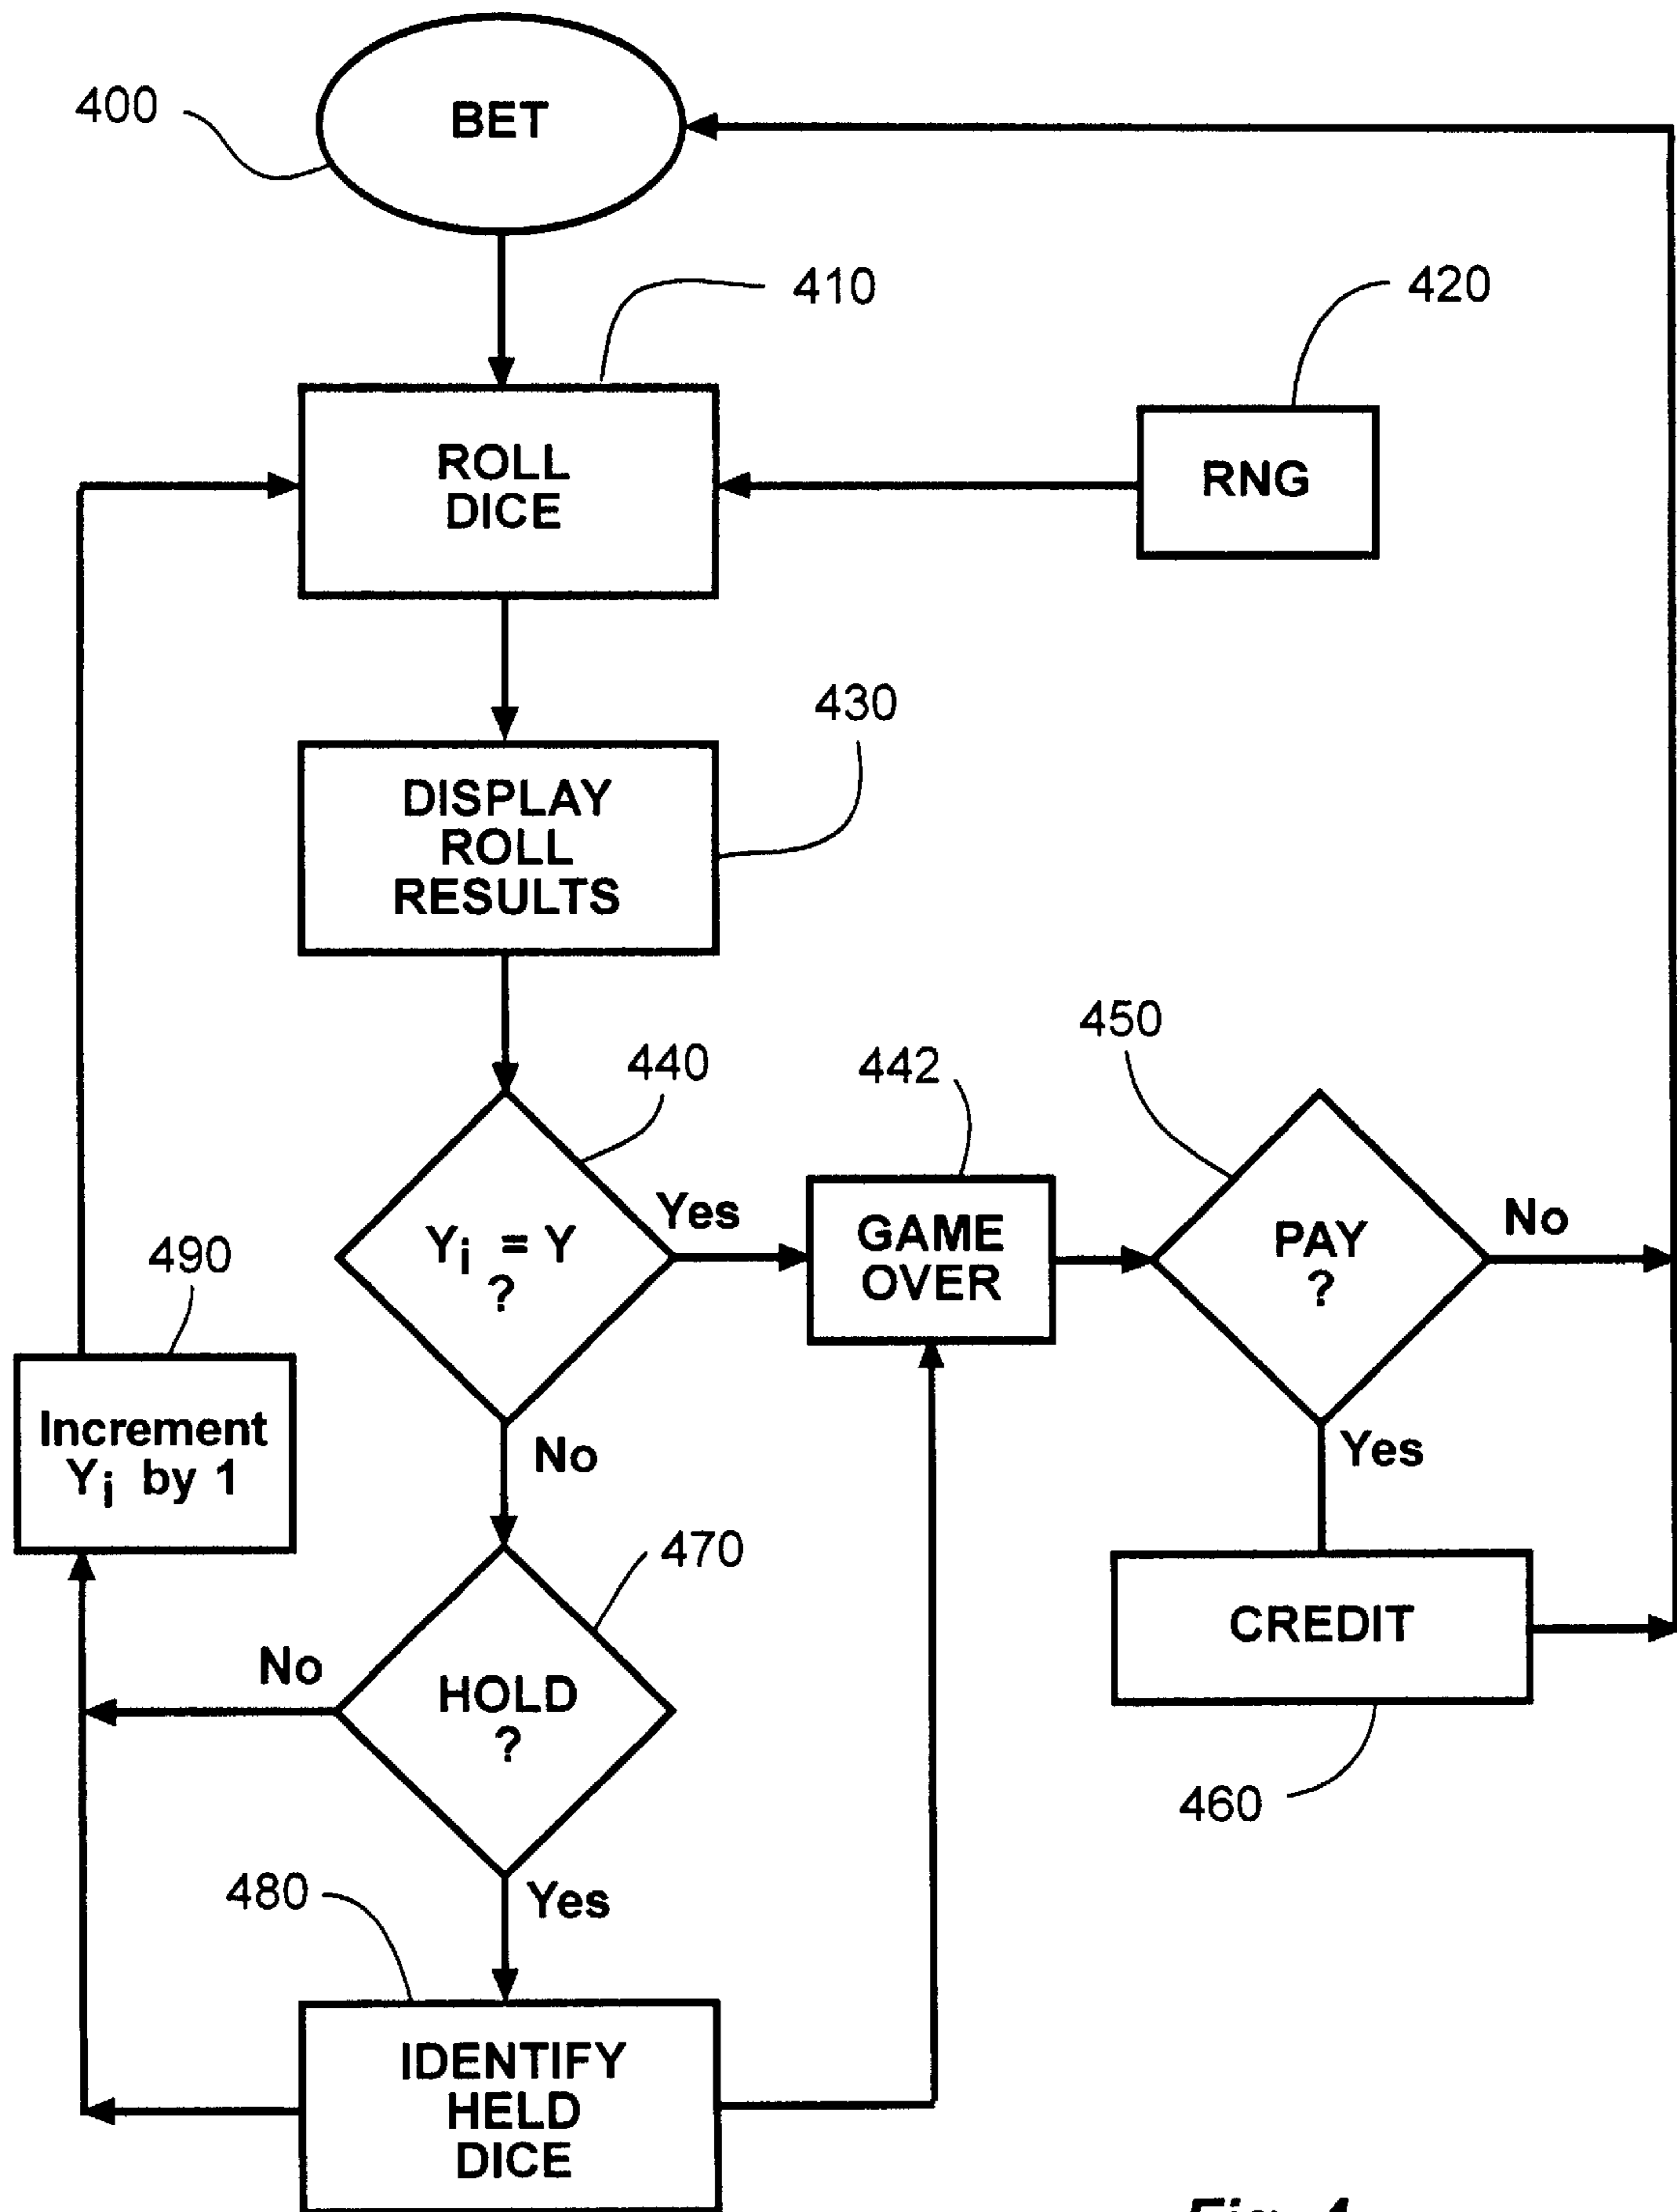 400
BET
410
420
ROLL
DICE
RNG
430
DISPLAY
ROLL
RESULTS
440
442
450
Yes
GAME
OVER
Yi = Y
?
PAY
?
No
490
Increment
Yi by 1
No
Yes
470
No
HOLD
?
CREDIT
460
480
Yes
IDENTIFY
HELD
DICE